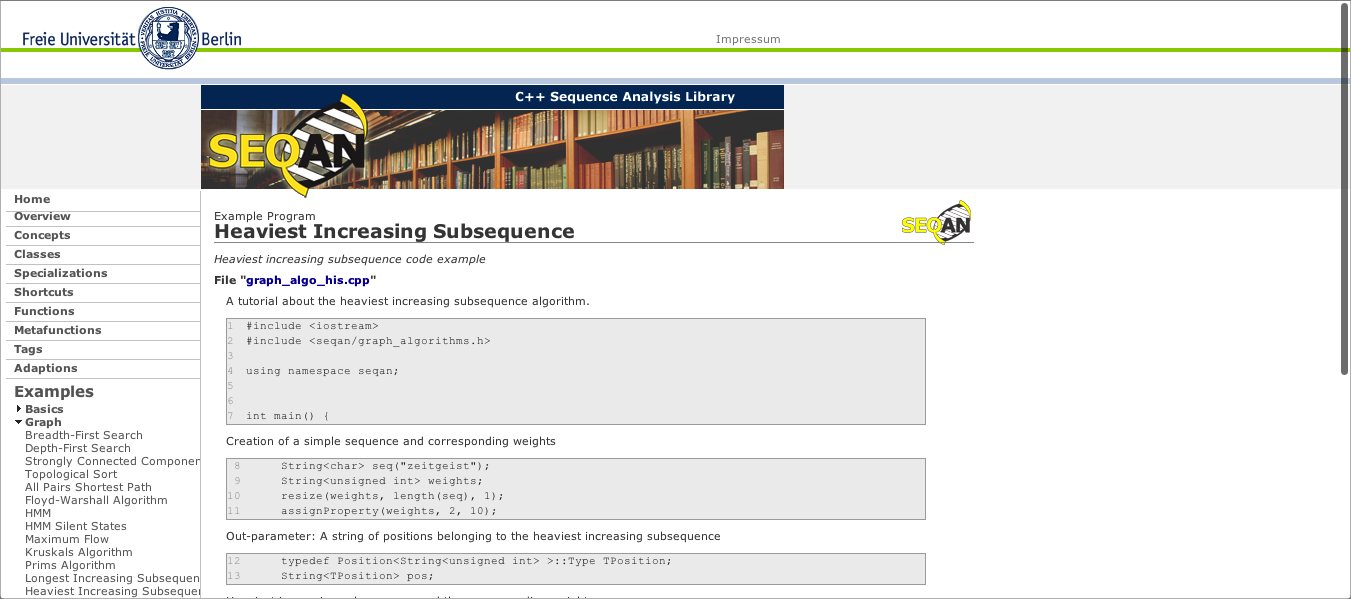 Freie Universität Berlin
Impressum
C++ Sequence Analysis Library
SEQAN
Home
Overview
Concepts
Classes
Specializations
Shortcuts
Functions
Metafunctions
Tags
Adaptions
Examples
Basics
Graph
Breadth-First Search
Depth-First Search
Strongly Connected Componen
Topological Sort
All Pairs Shortest Path
Floyd-Warshall Algorithm
HMM
HMM Silent States
Maximum Flow
Kruskals Algorithm
Prims Algorithm
Longest Increasing Subsequen
Heaviest Increasing Subseque
Example Program
Heaviest Increasing Subsequence
SEQAN
Heaviest increasing subsequence code example
File "graph_algo_his.cpp"
A tutorial about the heaviest increasing subsequence algorithm.
1 #include <iostream>
2 #include <seqan/graph_algorithms.h>
3
4 using namespace seqan;
5
6
7 int main() {
Creation of a simple sequence and corresponding weights
8 String<char> seq("zeitgeist");
9 String<unsigned int> weights;
10 resize(weights, length(seq), 1);
11 assignProperty(weights, 2, 10);
Out-parameter: A string of positions belonging to the heaviest increasing subsequence
12 typedef Position<String<unsigned int> >::Type TPosition;
13 String<TPosition> pos;